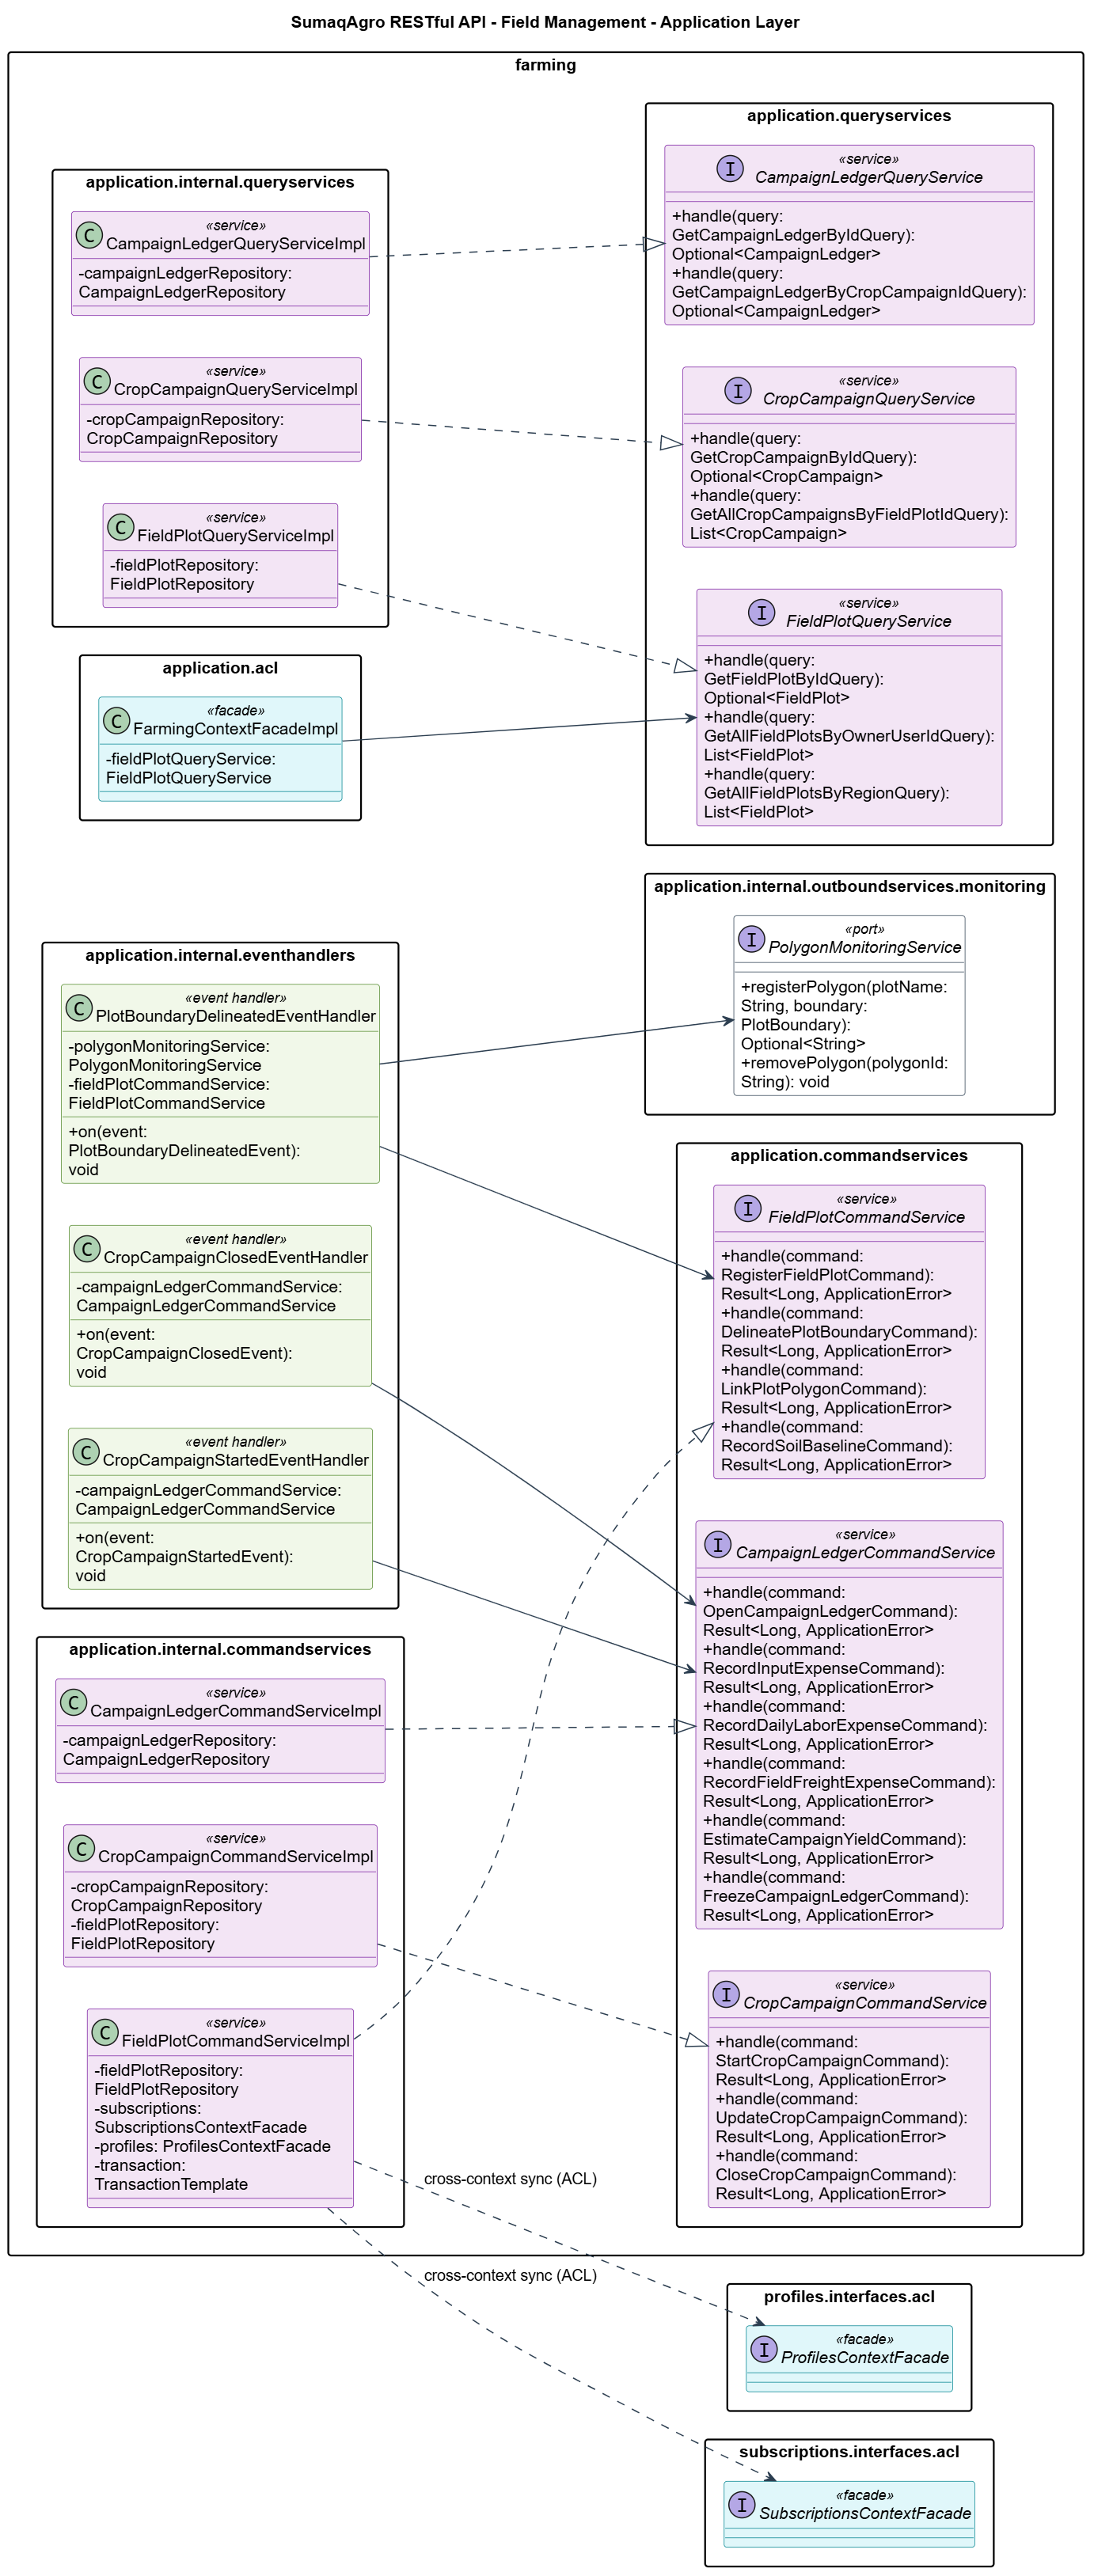 SumaqAgro RESTful API - Field Management - Application Layer
farming
application.internal.queryservices
C
«service»
CampaignLedgerQueryServiceImpl
-campaignLedgerRepository:
CampaignLedgerRepository
C
«service»
CropCampaignQueryServiceImpl
-cropCampaignRepository:
CropCampaignRepository
C
«service»
FieldPlotQueryServiceImpl
-fieldPlotRepository:
FieldPlotRepository
application.queryservices
I
«service»
CampaignLedgerQueryService
+handle(query:
GetCampaignLedgerByIdQuery):
Optional<CampaignLedger>
+handle(query:
GetCampaignLedgerByCropCampaignIdQuery):
Optional<CampaignLedger>
I
«service»
CropCampaignQueryService
+handle(query:
GetCropCampaignByIdQuery):
Optional<CropCampaign>
+handle(query:
GetAllCropCampaignsByFieldPlotIdQuery):
List<CropCampaign>
I
«service»
FieldPlotQueryService
+handle(query:
GetFieldPlotByIdQuery):
Optional<FieldPlot>
+handle(query:
GetAllFieldPlotsByOwnerUserIdQuery):
List<FieldPlot>
+handle(query:
GetAllFieldPlotsByRegionQuery):
List<FieldPlot>
application.acl
C
«facade»
FarmingContextFacadeImpl
-fieldPlotQueryService:
FieldPlotQueryService
application.internal.outboundservices.monitoring
I
«port»
PolygonMonitoringService
+registerPolygon(plotName:
String, boundary:
PlotBoundary):
Optional<String>
+removePolygon(polygonId:
String): void
application.internal.eventhandlers
C
«event handler»
PlotBoundaryDelineatedEventHandler
-polygonMonitoringService:
PolygonMonitoringService
-fieldPlotCommandService:
FieldPlotCommandService
+on(event:
PlotBoundaryDelineatedEvent):
void
C
«event handler»
CropCampaignClosedEventHandler
-campaignLedgerCommandService:
CampaignLedgerCommandService
+on(event:
CropCampaignClosedEvent):
void
C
«event handler»
CropCampaignStartedEventHandler
-campaignLedgerCommandService:
CampaignLedgerCommandService
+on(event:
CropCampaignStartedEvent):
void
application.commandservices
I
«service»
FieldPlotCommandService
+handle(command:
RegisterFieldPlotCommand):
Result<Long, ApplicationError>
+handle(command:
DelineatePlotBoundaryCommand):
Result<Long, ApplicationError>
+handle(command:
LinkPlotPolygonCommand):
Result<Long, ApplicationError>
+handle(command:
RecordSoilBaselineCommand):
Result<Long, ApplicationError>
I
«service»
CampaignLedgerCommandService
+handle(command:
OpenCampaignLedgerCommand):
Result<Long, ApplicationError>
+handle(command:
RecordInputExpenseCommand):
Result<Long, ApplicationError>
+handle(command:
RecordDailyLaborExpenseCommand):
Result<Long, ApplicationError>
+handle(command:
RecordFieldFreightExpenseCommand):
Result<Long, ApplicationError>
+handle(command:
EstimateCampaignYieldCommand):
Result<Long, ApplicationError>
+handle(command:
FreezeCampaignLedgerCommand):
Result<Long, ApplicationError>
I
«service»
CropCampaignCommandService
+handle(command:
StartCropCampaignCommand):
Result<Long, ApplicationError>
+handle(command:
UpdateCropCampaignCommand):
Result<Long, ApplicationError>
+handle(command:
CloseCropCampaignCommand):
Result<Long, ApplicationError>
application.internal.commandservices
C
«service»
CampaignLedgerCommandServiceImpl
-campaignLedgerRepository:
CampaignLedgerRepository
C
«service»
CropCampaignCommandServiceImpl
-cropCampaignRepository:
CropCampaignRepository
-fieldPlotRepository:
FieldPlotRepository
C
«service»
FieldPlotCommandServiceImpl
-fieldPlotRepository:
FieldPlotRepository
-subscriptions:
SubscriptionsContextFacade
-profiles: ProfilesContextFacade
-transaction:
TransactionTemplate
cross-context sync (ACL)
cross-context sync (ACL)
profiles.interfaces.acl
I
«facade»
ProfilesContextFacade
subscriptions.interfaces.acl
I
«facade»
SubscriptionsContextFacade